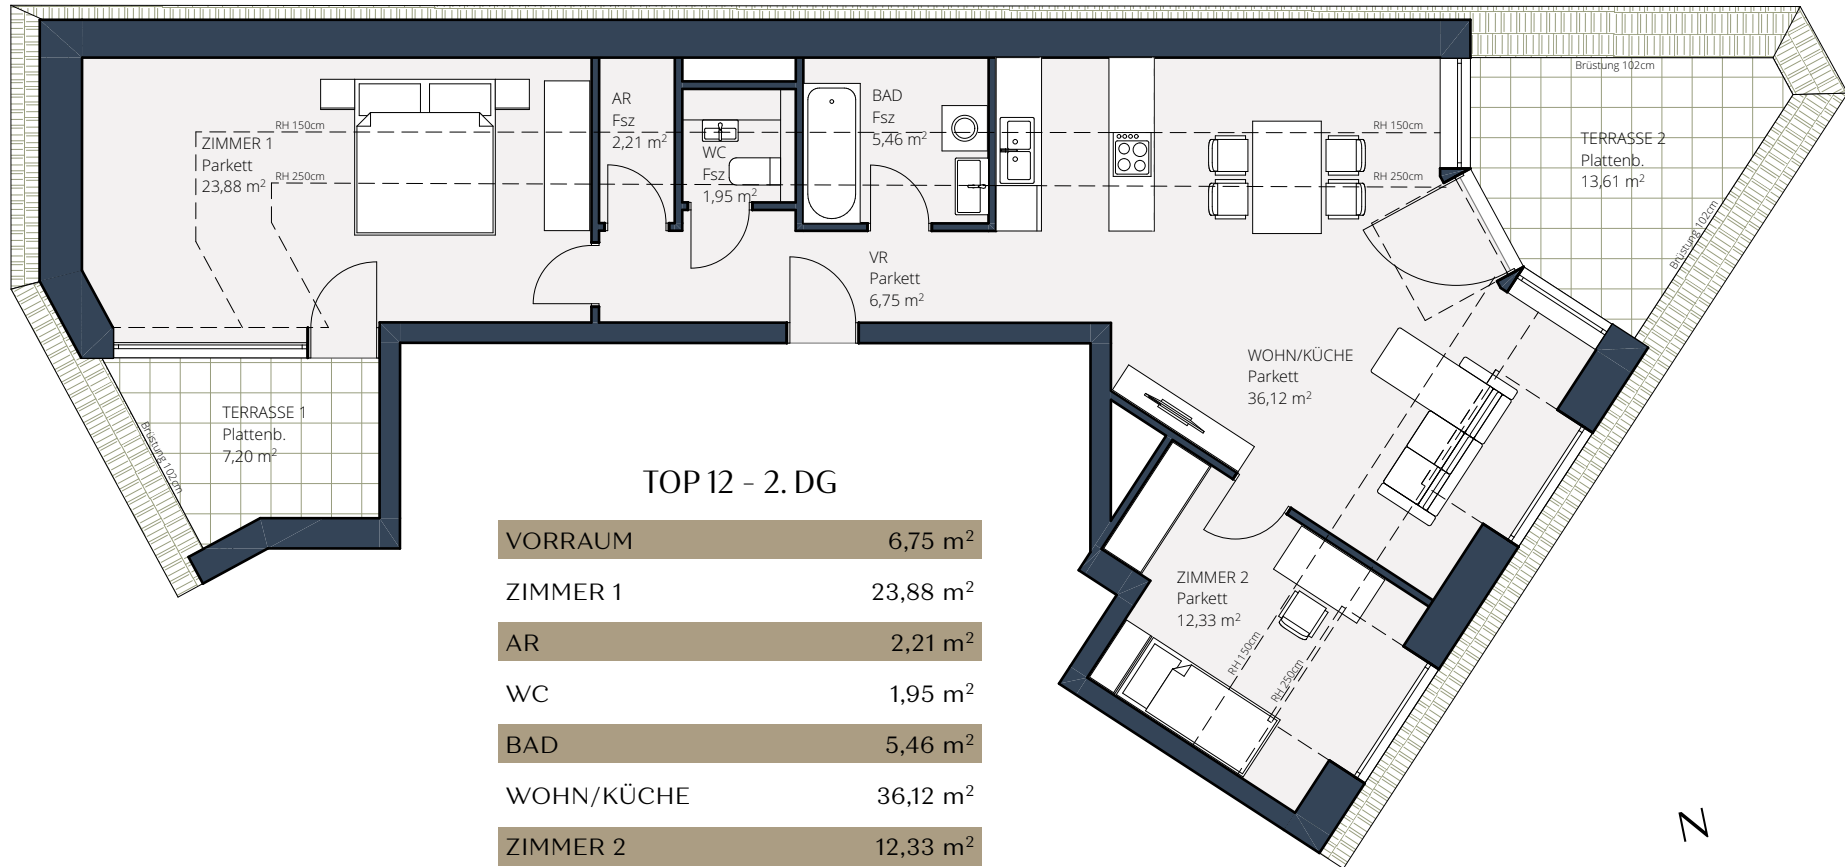 Brüstung 102cm
RH 150cm
ZIMMER 1
Parkett
23,88 m²
RH 250cm
AR
Fsz
2,21 m²
WC
Fsz
1,95 m²
BAD
Fsz
5,46 m²
RH 150cm
RH 250cm
TERRASSE 2
Plattenb.
13,61 m²
Brüstung 102cm
VR
Parkett
6,75 m²
WOHN/KÜCHE
Parkett
36,12 m²
TERRASSE 1
Plattenb.
7,20 m²
Brüstung 102cm
ZIMMER 2
Parkett
12,33 m²
RH 150cm
RH 250cm
TOP 12 - 2. DG
VORRAUM 6,75 m²
ZIMMER 1 23,88 m²
AR 2,21 m²
WC 1,95 m²
BAD 5,46 m²
WOHN/KÜCHE 36,12 m²
ZIMMER 2 12,33 m²
N